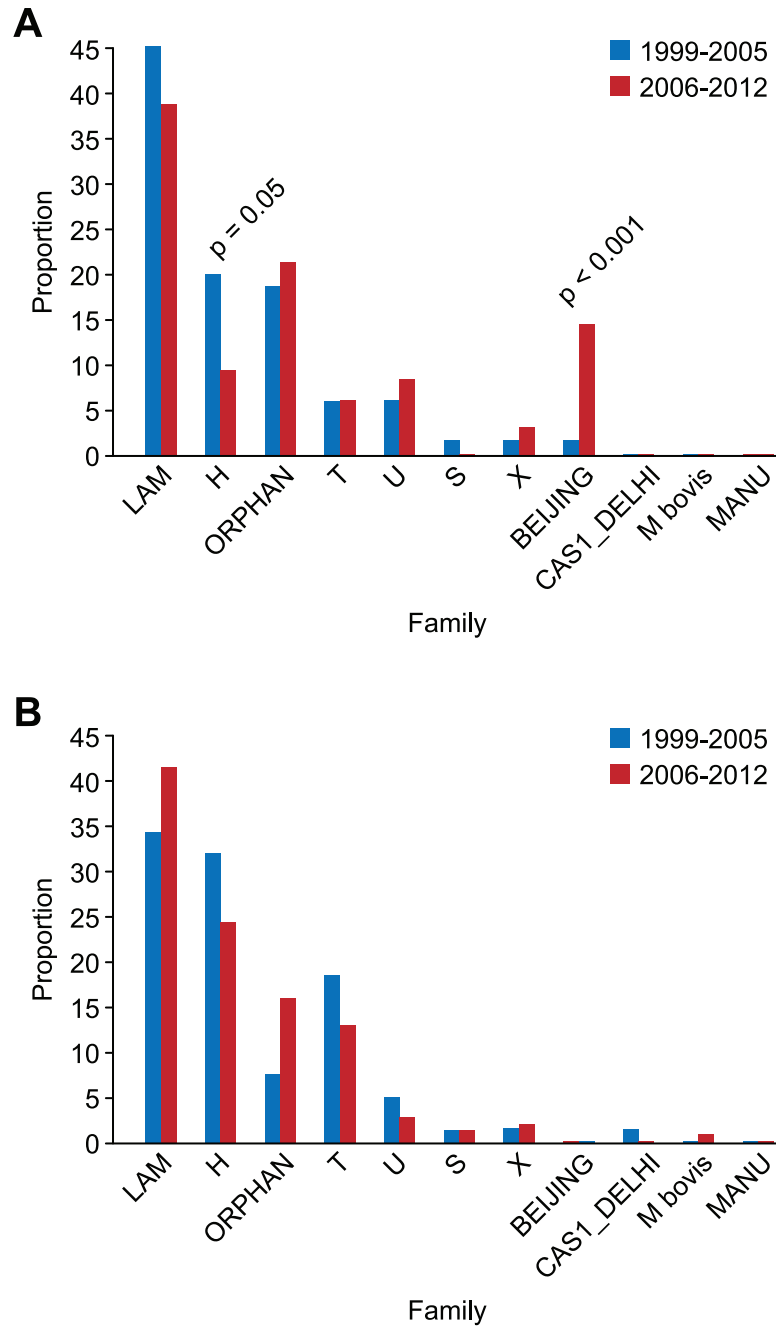 A
1999-2005
2006-2012
45
40
35
30
25
20
15
10
5
0
Proportion
p = 0.05
p < 0.001
LAM
H
ORPHAN
T
U
S
X
BEIJING
CAS1_DELHI
M bovis
MANU
Family
B
1999-2005
2006-2012
45
40
35
30
25
20
15
10
5
0
Proportion
LAM
H
ORPHAN
T
U
S
X
BEIJING
CAS1_DELHI
M bovis
MANU
Family